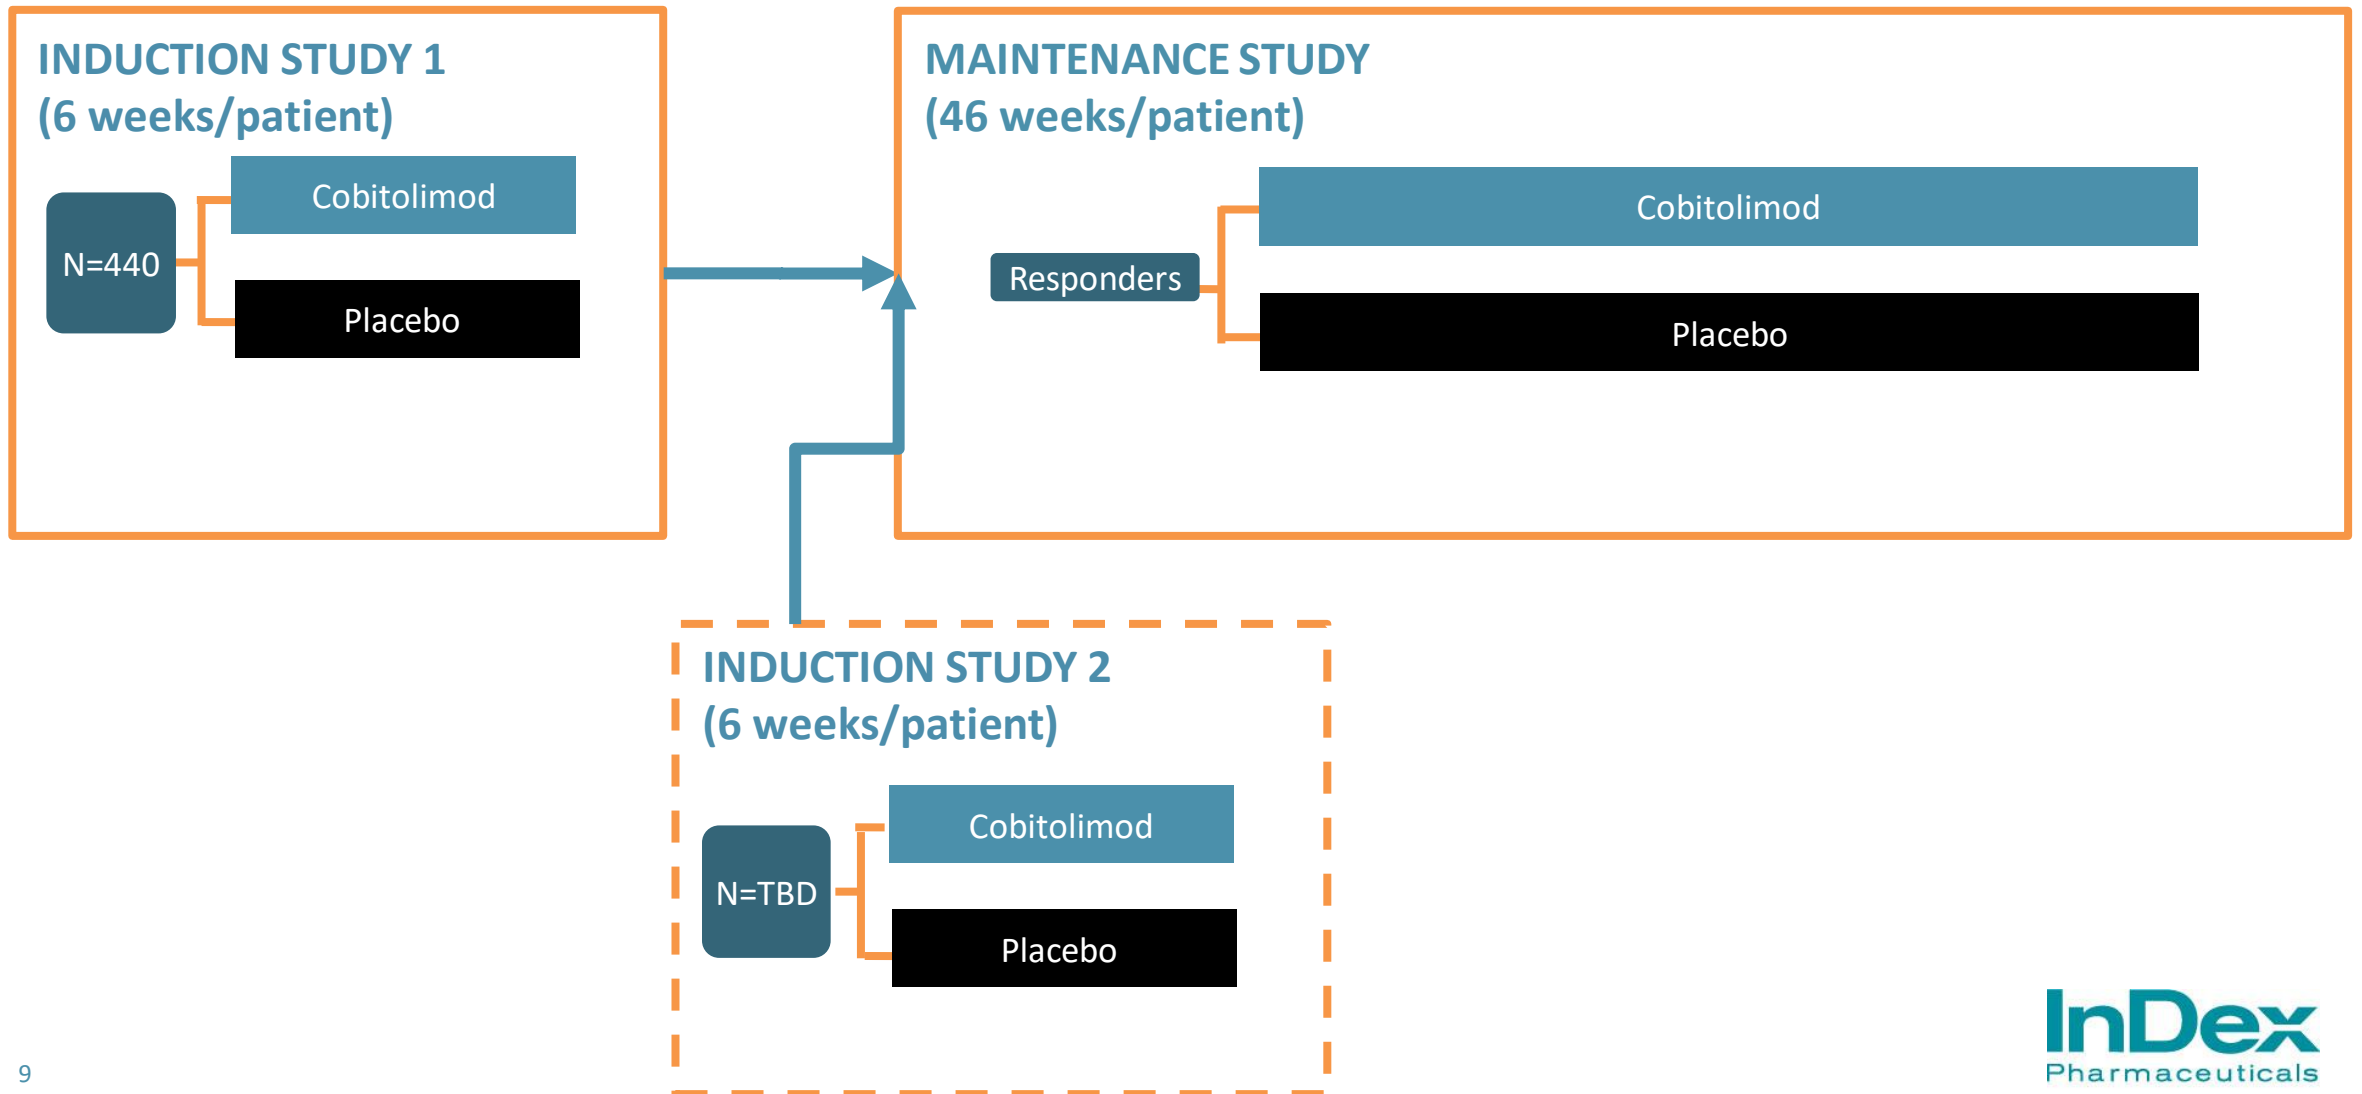 INDUCTION STUDY 1
(6 weeks/patient)
N=440
Cobitolimod
Placebo
MAINTENANCE STUDY
(46 weeks/patient)
Responders
Cobitolimod
Placebo
INDUCTION STUDY 2
(6 weeks/patient)
N=TBD
Cobitolimod
Placebo
9
InDex
Pharmaceuticals